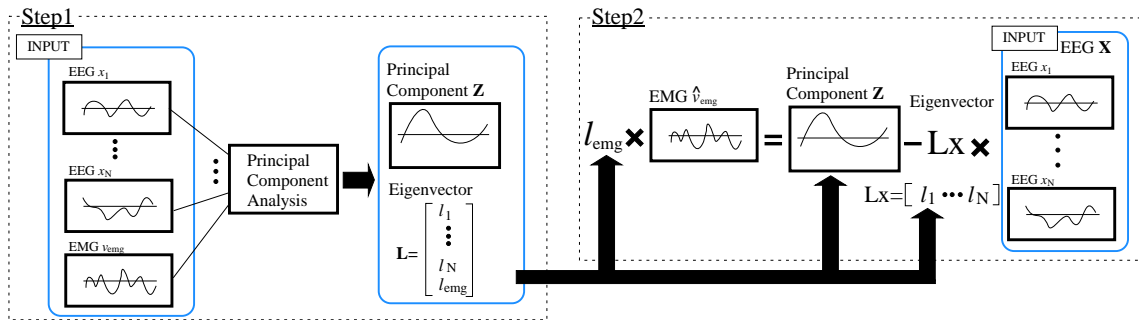 Step1
INPUT
EEG x1
EEG xN
EMG vemg
Principal
Component
Analysis
Principal
Component Z
Eigenvector
L=
l1
lN
lemg
Step2
lemg × EMG v̂emg = Principal
Component Z
− Lx ×
Eigenvector
Lx=[ l1 ••• lN ]
INPUT
EEG X
EEG x1
EEG xN